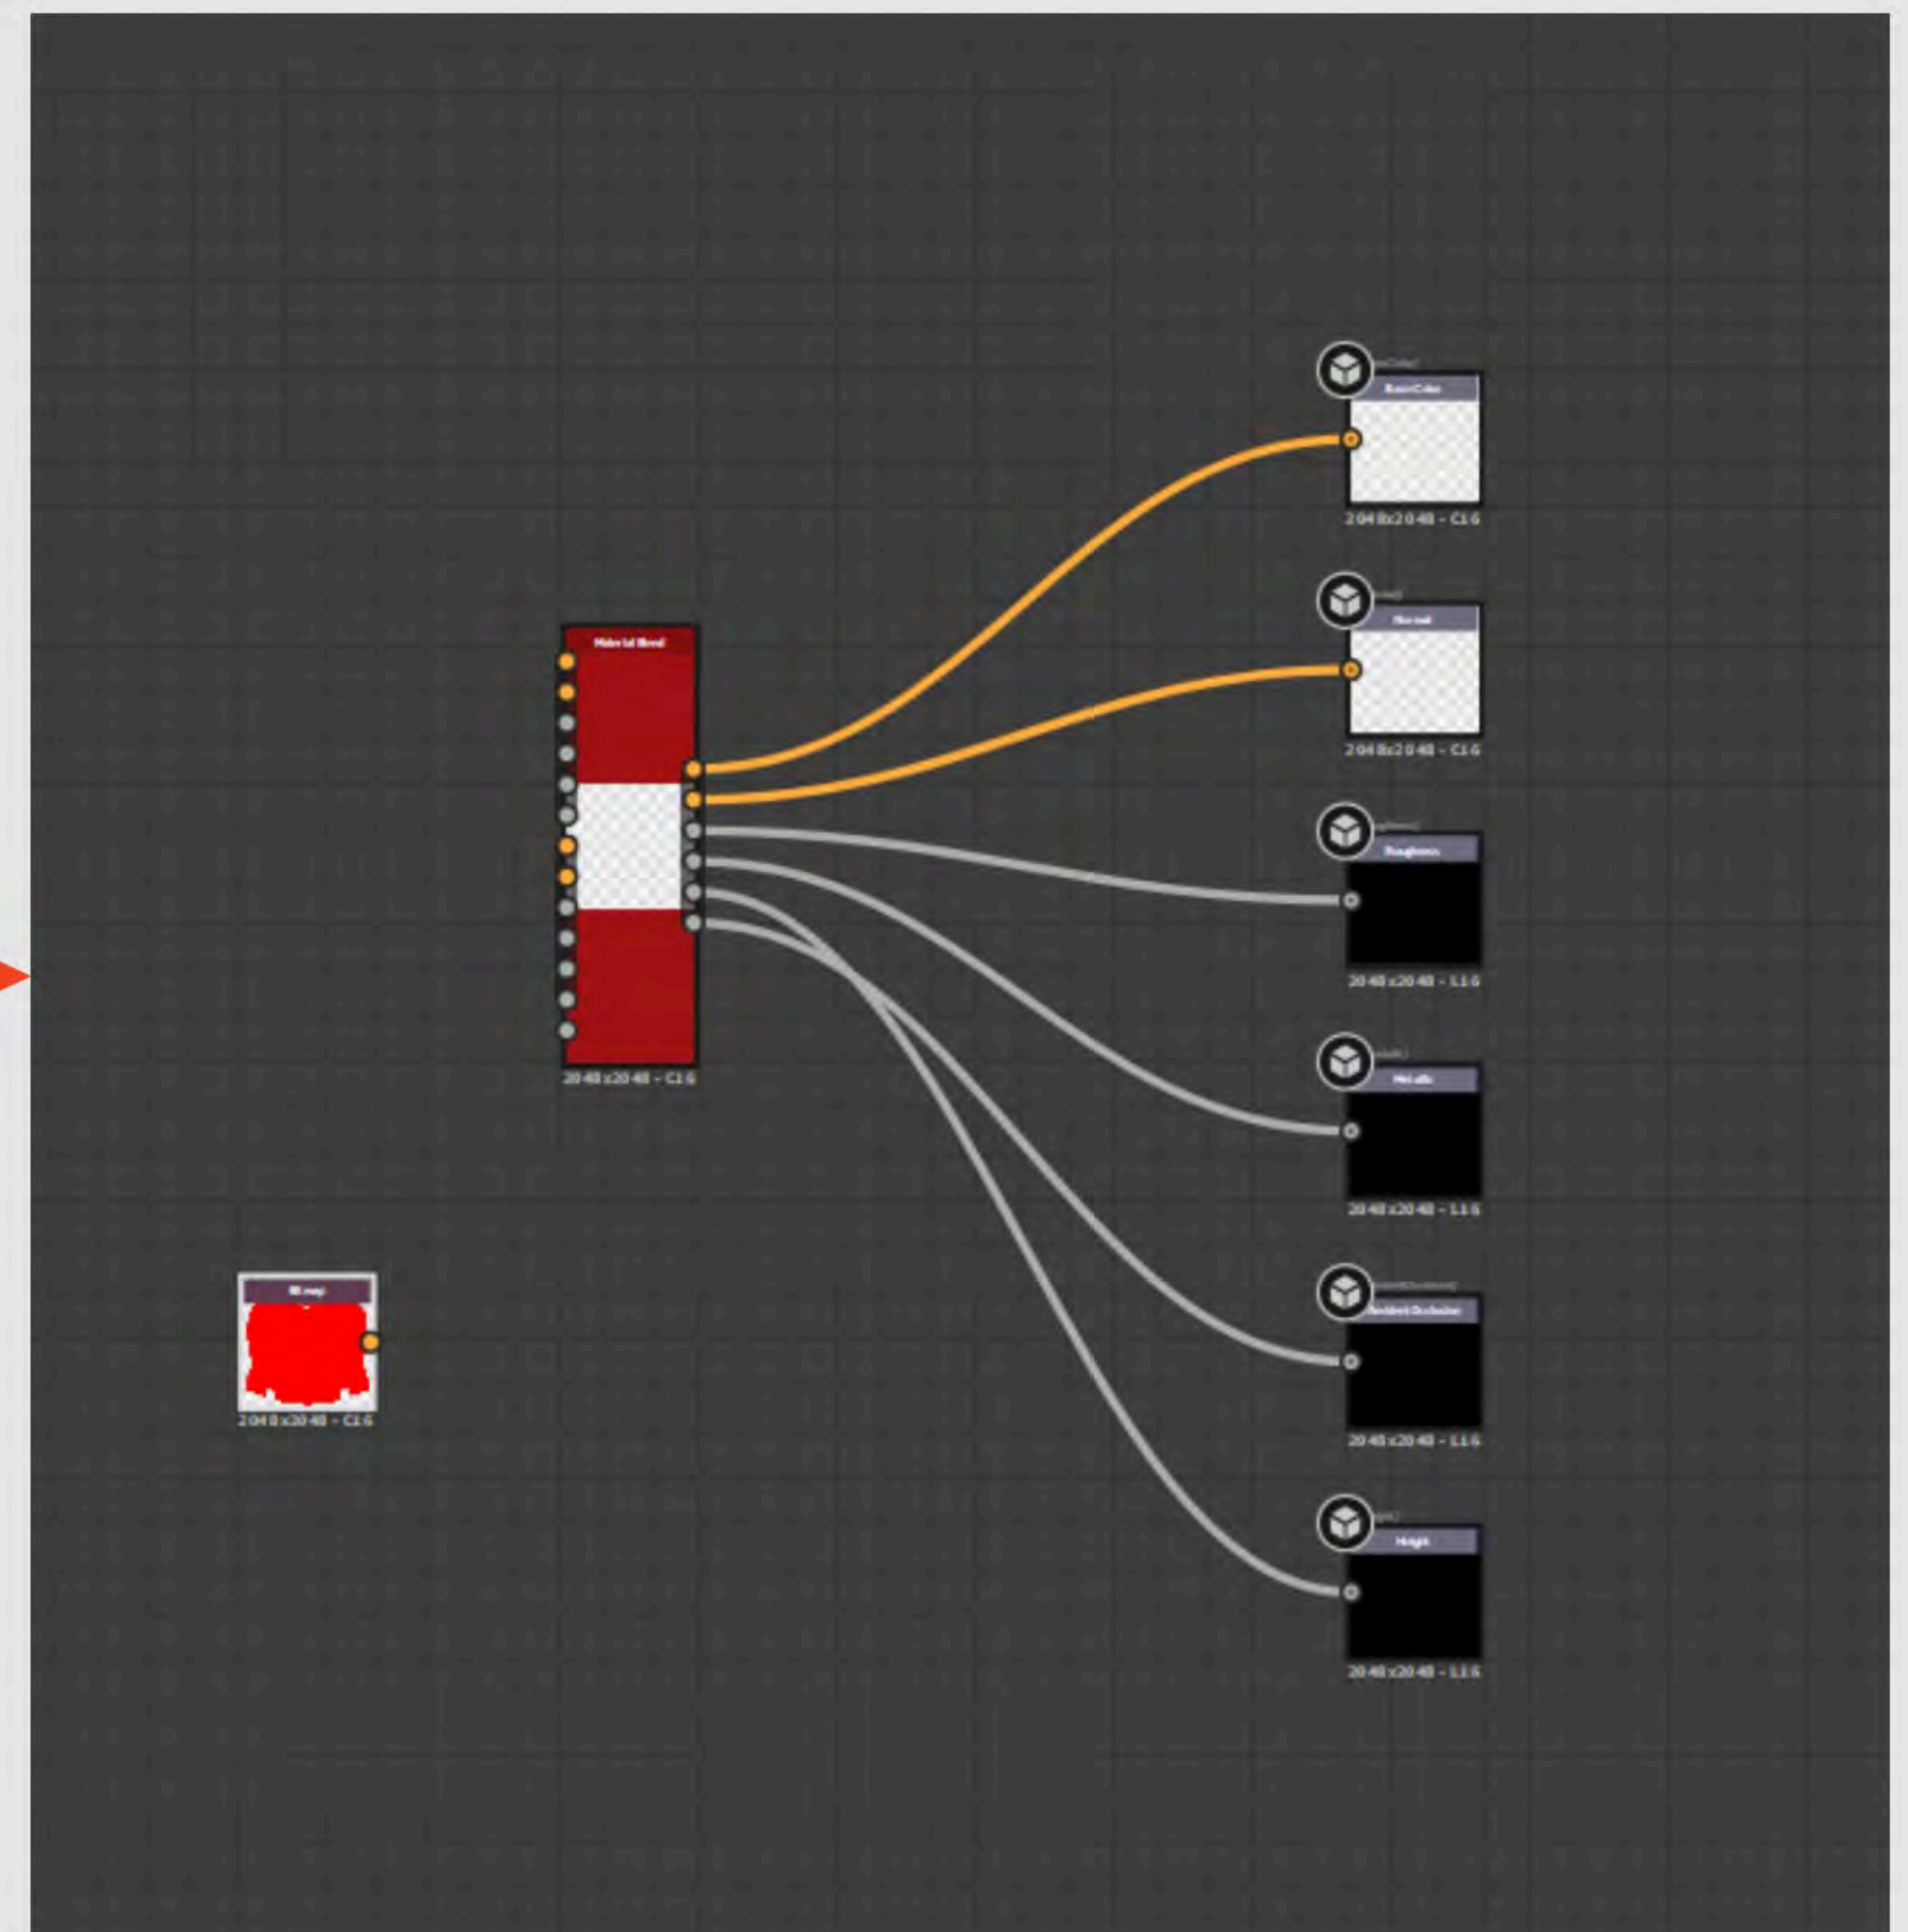 BaseColor
2048x2048 - C16
Normal
2048x2048 - C16
Material Blend
Roughness
2048x2048 - L16
Metallic
2048x2048 - C16
2048x2048 - L16
Bitmap
Ambient Occlusion
2048x2048 - C16
2048x2048 - L16
Height
2048x2048 - L16